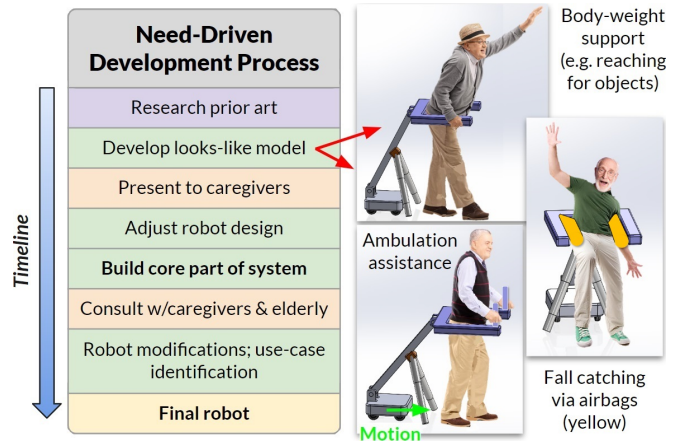 Need-Driven
Development Process
Timeline
Research prior art
Develop looks-like model
Present to caregivers
Adjust robot design
Build core part of system
Consult w/caregivers & elderly
Robot modifications; use-case
identification
Final robot
Body-weight
support
(e.g. reaching
for objects)
Ambulation
assistance
Motion
Fall catching
via airbags
(yellow)